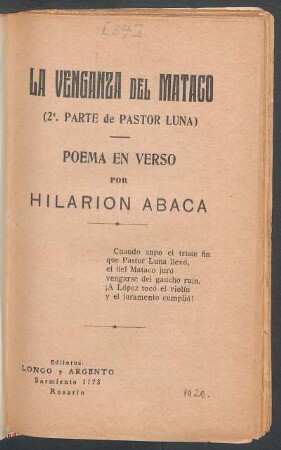 LA VENGANZA DEL MATACO
(2ª. PARTE de PASTOR LUNA)
POEMA EN VERSO
POR
HILARION ABACA
Cuando supo el triste fin
que Pastor Luna llevó,
el fiel Mataco juró
vengarse del gaucho ruin.
¡A López tocó el violín
y el juramento cumplió!
Editores:
LONGO y ARGENTO
Sarmiento 1173
Rosario
1920.